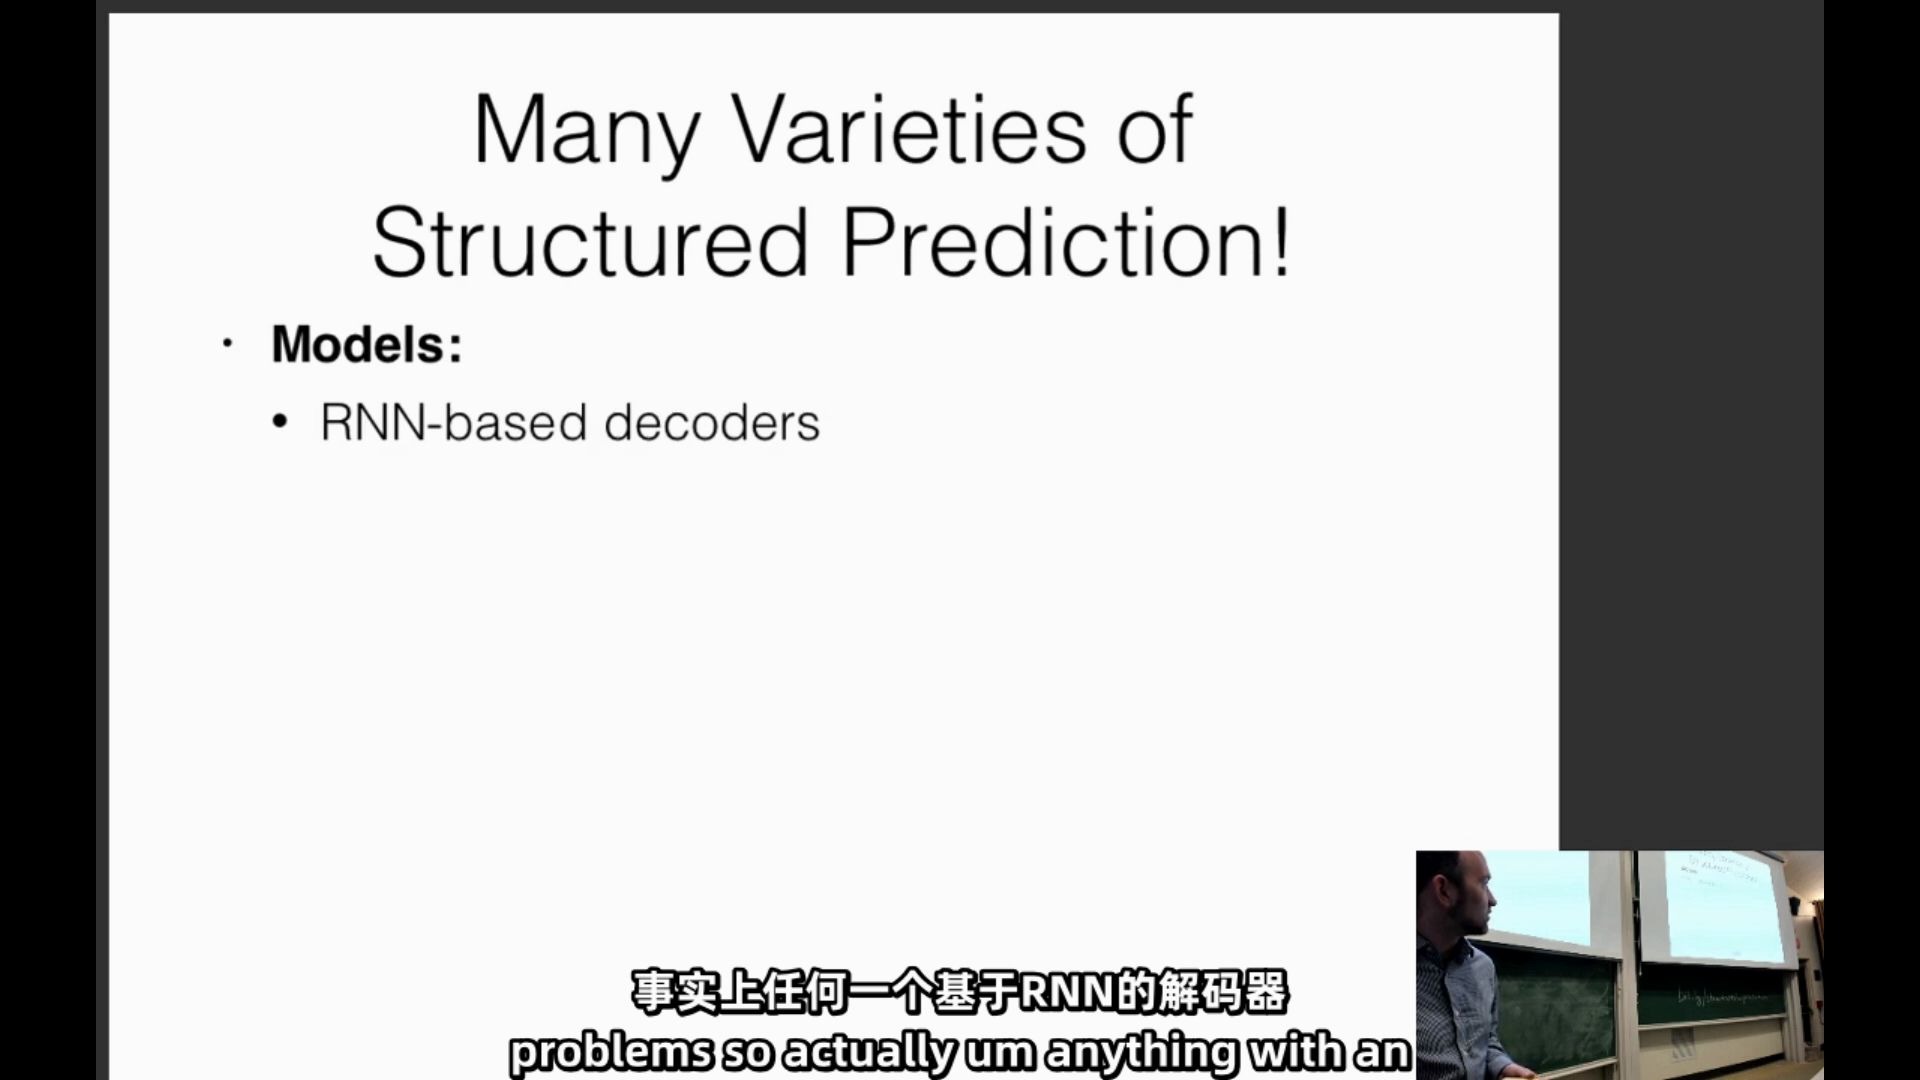 Many Varieties of
Structured Prediction!
• Models:
• RNN-based decoders
事实上任何一个基于RNN的解码器
problems so actually um anything with an